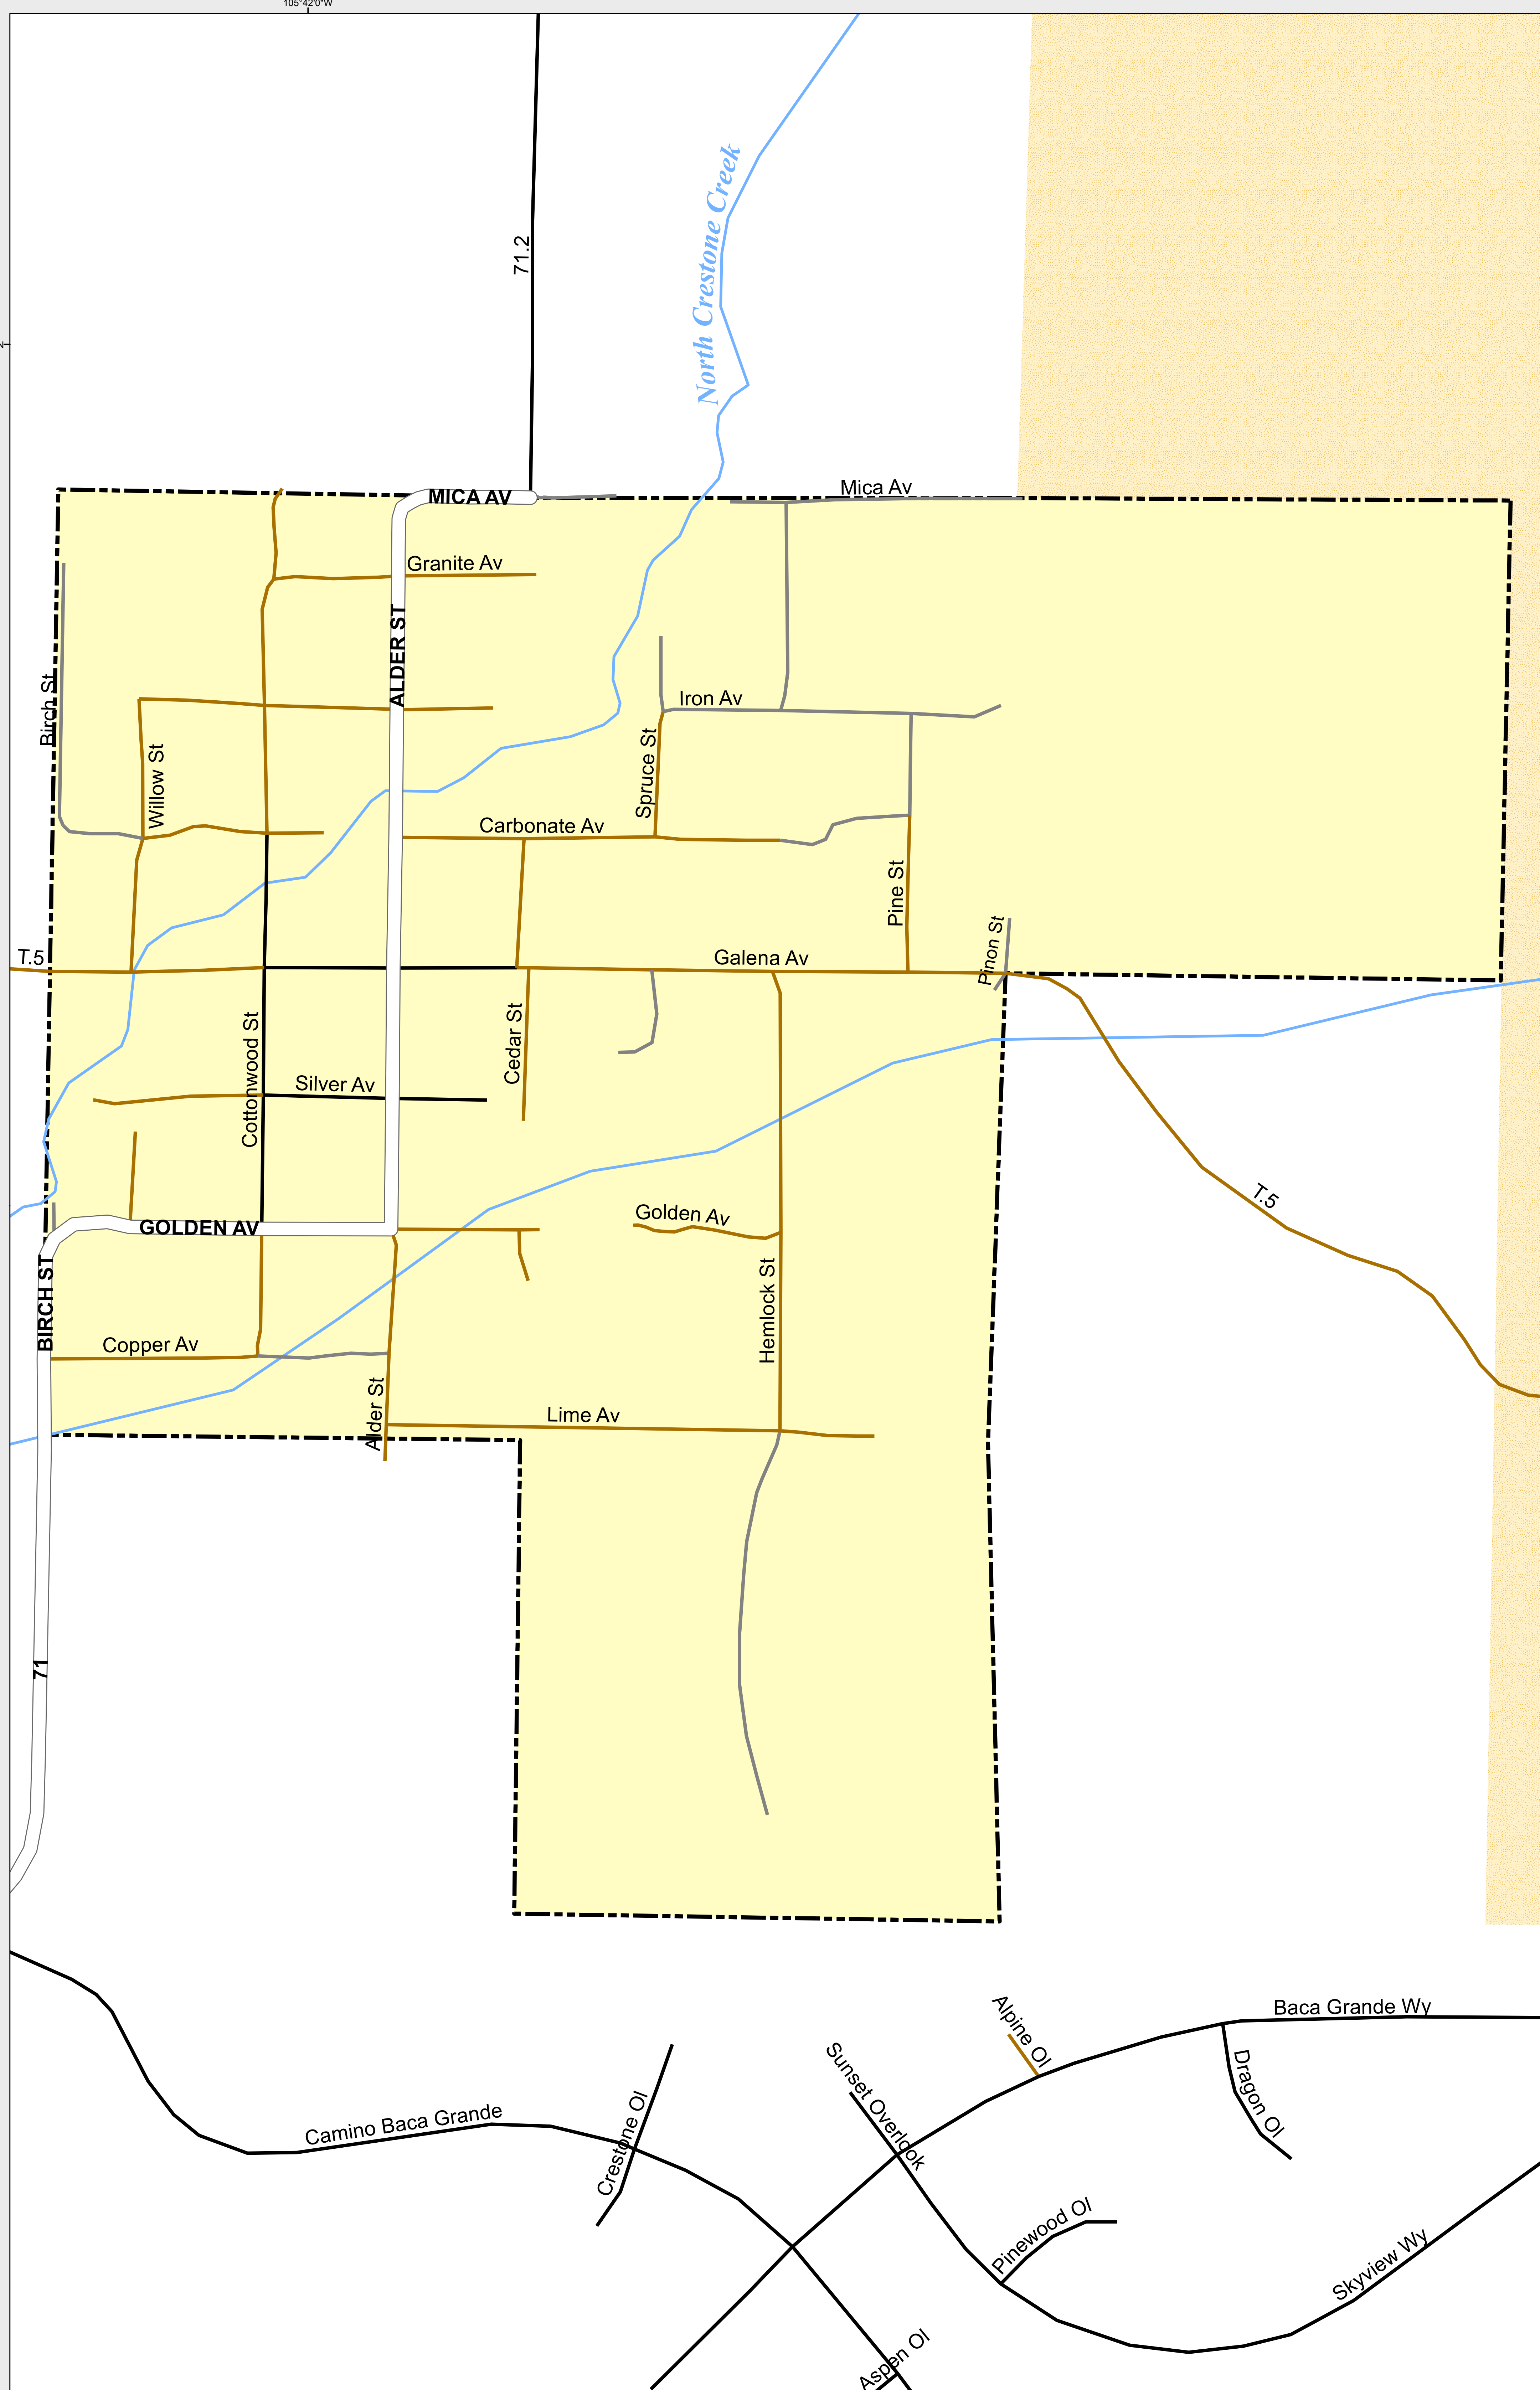 105°42'0"W
71.2
North Crestone Creek
MICA AV
Mica Av
Granite Av
ALDER ST
Birch St
Iron Av
Willow St
Spruce St
Carbonate Av
Pine St
Pinon St
T.5
Galena Av
Cottonwood St
Cedar St
Silver Av
T.5
GOLDEN AV
Golden Av
BIRCH ST
Hemlock St
Copper Av
Alder St
Lime Av
71
Alpine Ol
Baca Grande Wy
Sunset Overlook
Dragon Ol
Camino Baca Grande
Crestone Ol
Pinewood Ol
Skyview Wy
Aspen Ol